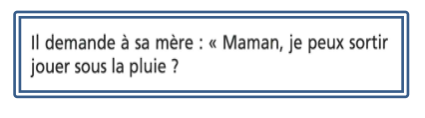 Il demande à sa mère : « Maman, je peux sortir
jouer sous la pluie ?